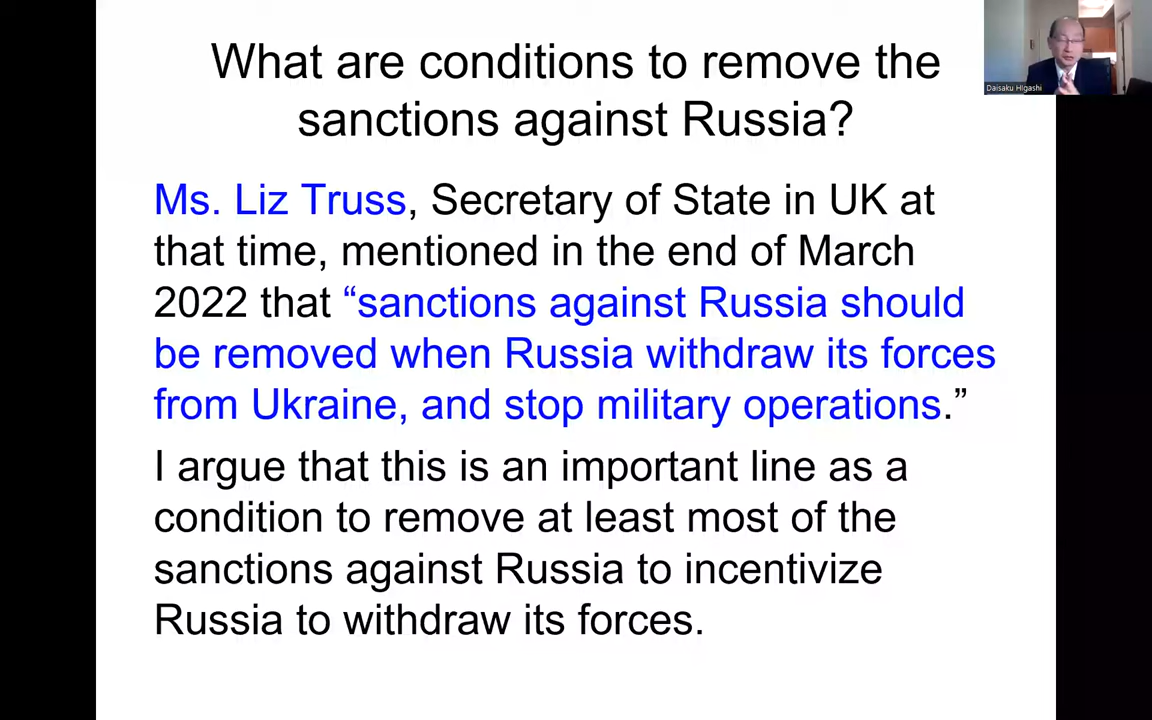 What are conditions to remove the
sanctions against Russia?
Daisaku Higashi
Ms. Liz Truss, Secretary of State in UK at
that time, mentioned in the end of March
2022 that “sanctions against Russia should
be removed when Russia withdraw its forces
from Ukraine, and stop military operations.”
I argue that this is an important line as a
condition to remove at least most of the
sanctions against Russia to incentivize
Russia to withdraw its forces.